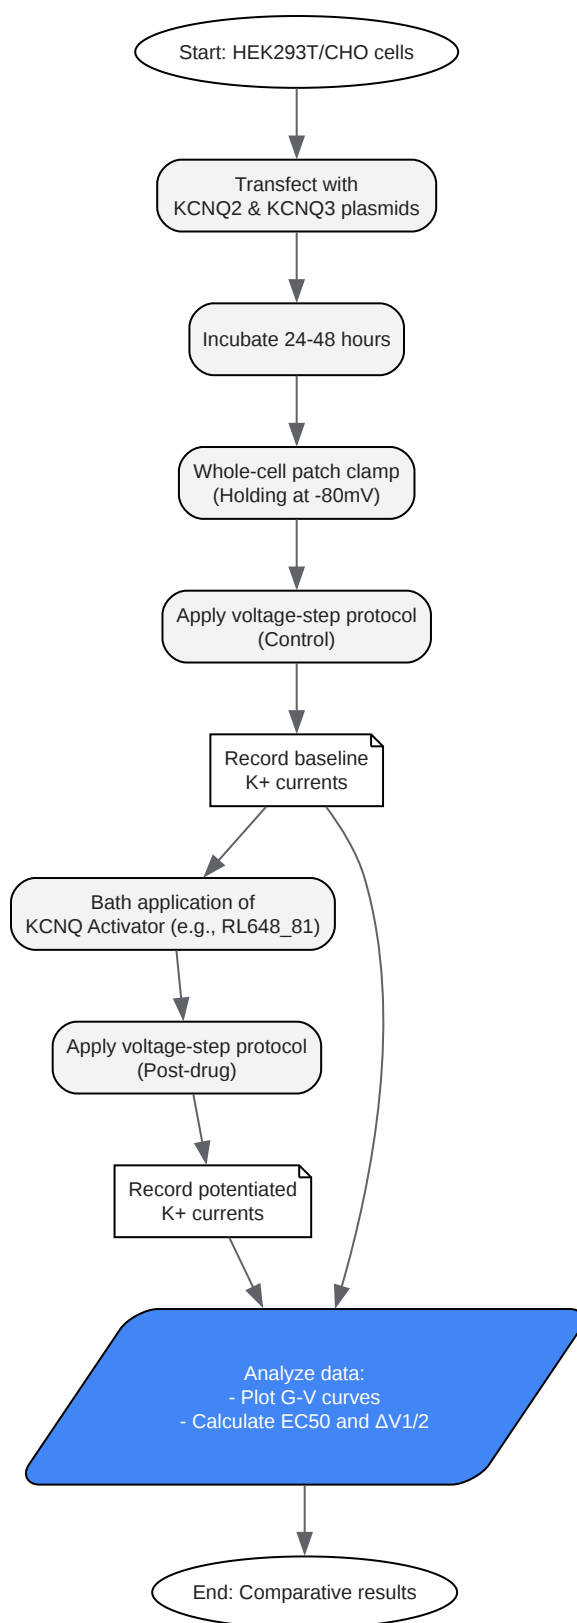 Start: HEK293T/CHO cells
Transfect with
KCNQ2 & KCNQ3 plasmids
Incubate 24-48 hours
Whole-cell patch clamp
(Holding at -80mV)
Apply voltage-step protocol
(Control)
Record baseline
K+ currents
Bath application of
KCNQ Activator (e.g., RL648_81)
Apply voltage-step protocol
(Post-drug)
Record potentiated
K+ currents
Analyze data:
- Plot G-V curves
- Calculate EC50 and ΔV1/2
End: Comparative results